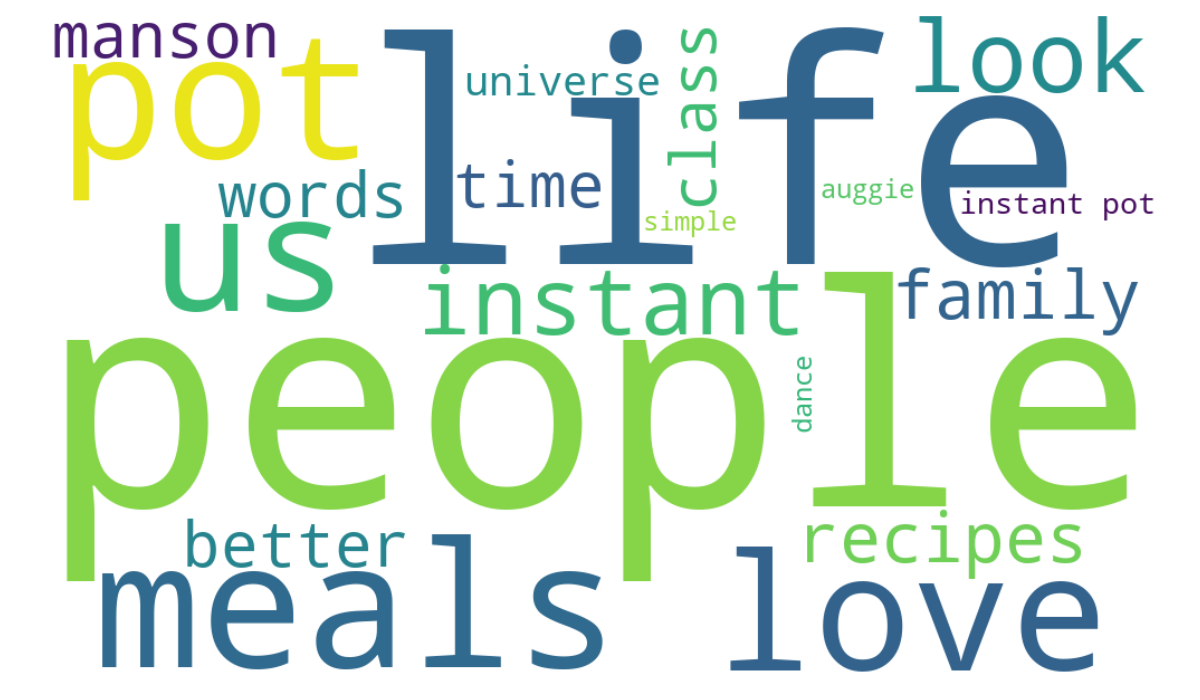 manson
pot
life
universe
class
look
words
time
auggie
instant pot
simple
us
instant
family
people
dance
better
recipes
meals
love